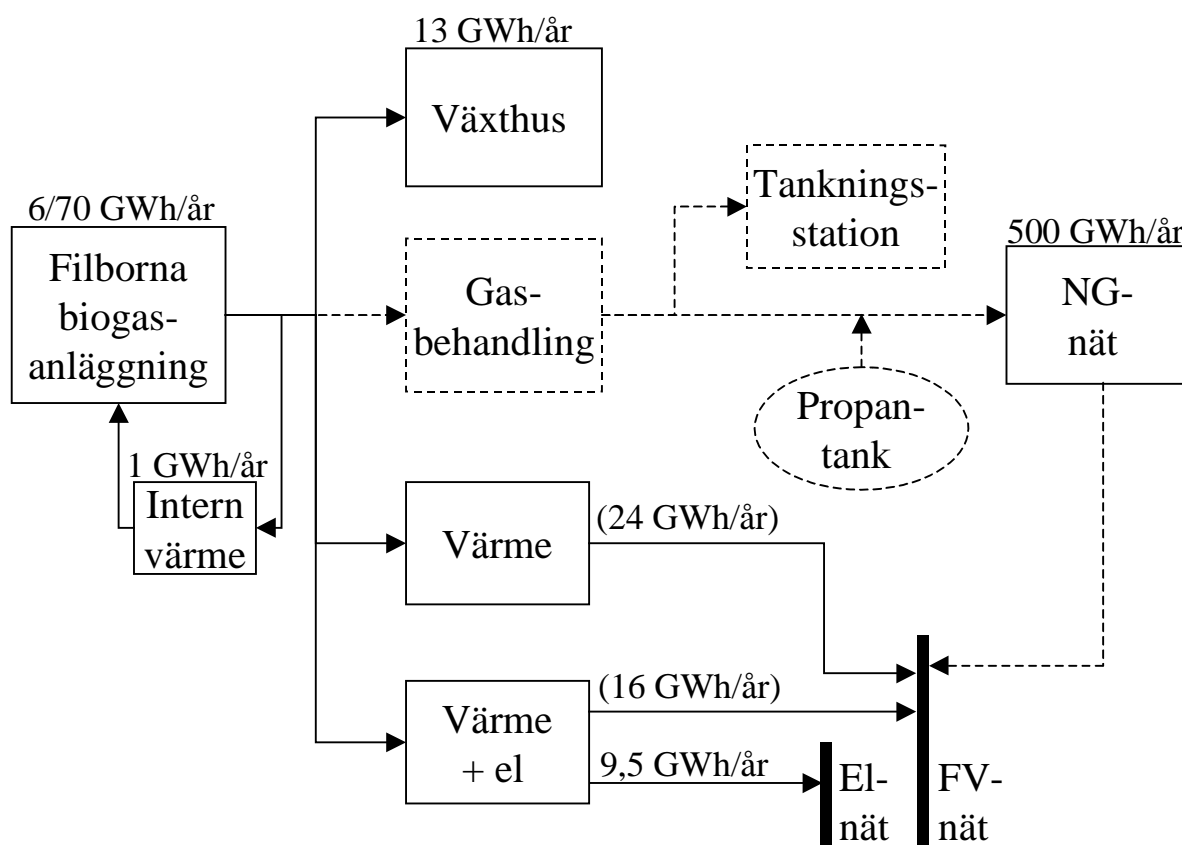 13 GWh/år
Växthus
Tanknings-
station
6/70 GWh/år
Filborna
biogas-
anläggning
Gas-
behandling
500 GWh/år
NG-
nät
Propan-
tank
1 GWh/år
Intern
värme
Värme
(24 GWh/år)
Värme
+ el
(16 GWh/år)
9,5 GWh/år
El-
nät
FV-
nät